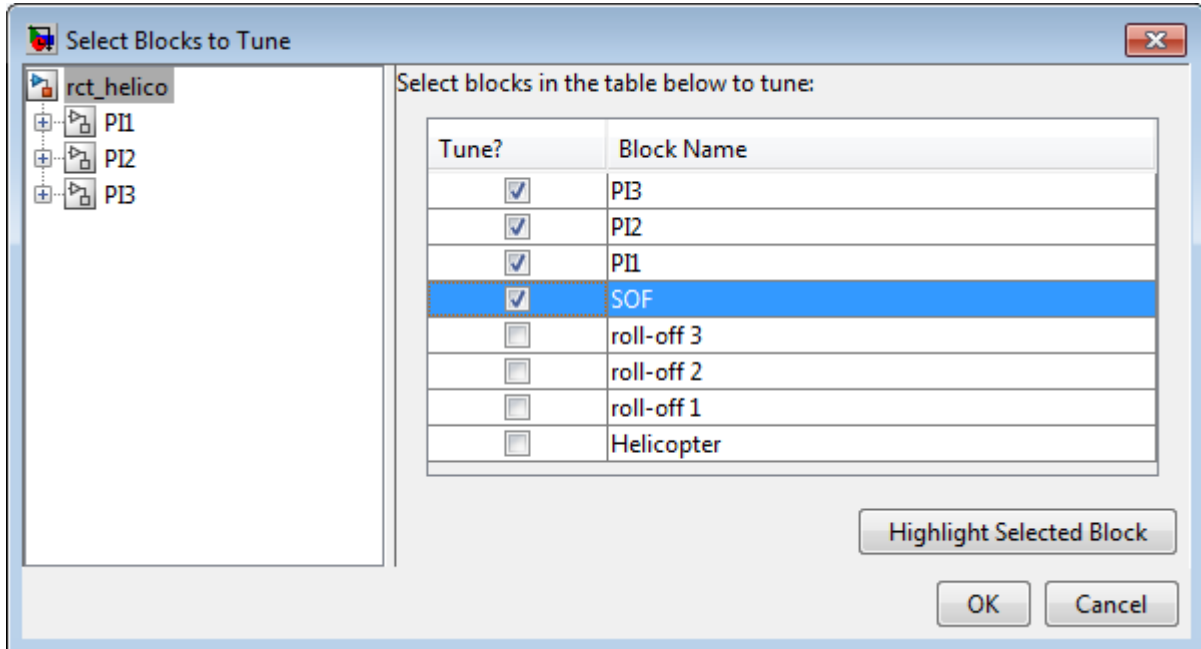 Select Blocks to Tune
rct_helico
PI1
PI2
PI3
Select blocks in the table below to tune:
Tune? Block Name
PI3
PI2
PI1
SOF
roll-off 3
roll-off 2
roll-off 1
Helicopter
Highlight Selected Block
OK Cancel